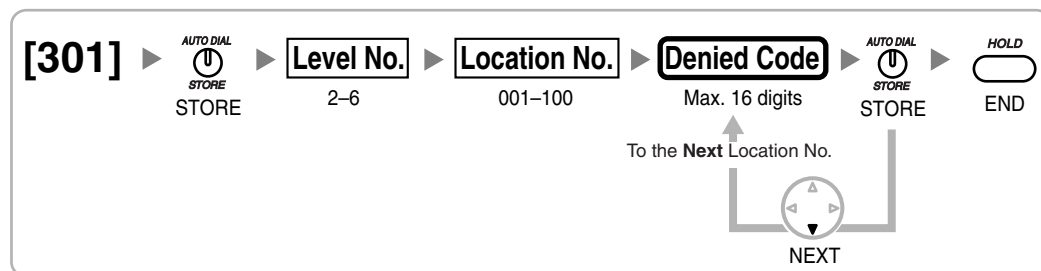 [301]
AUTO DIAL
STORE
STORE
Level No.
2–6
Location No.
001–100
Denied Code
Max. 16 digits
AUTO DIAL
STORE
STORE
HOLD
END
To the Next Location No.
NEXT